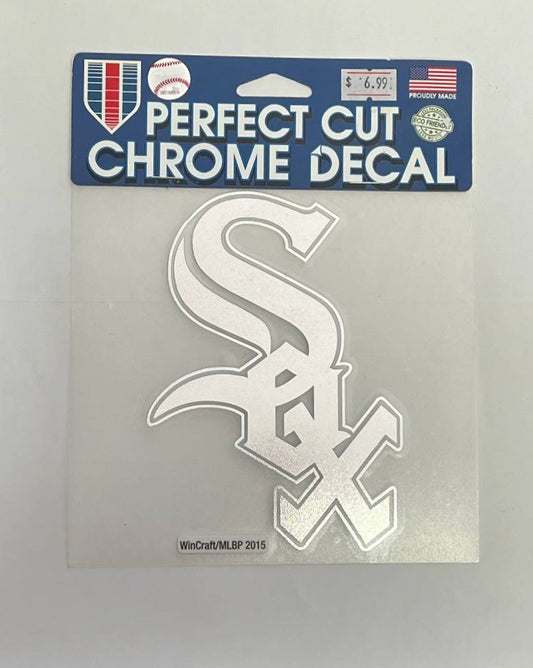 $ 6.99
PROUDLY MADE
ECO FRIENDLY
PERFECT CUT
CHROME DECAL
Sox
WinCraft/MLBP 2015